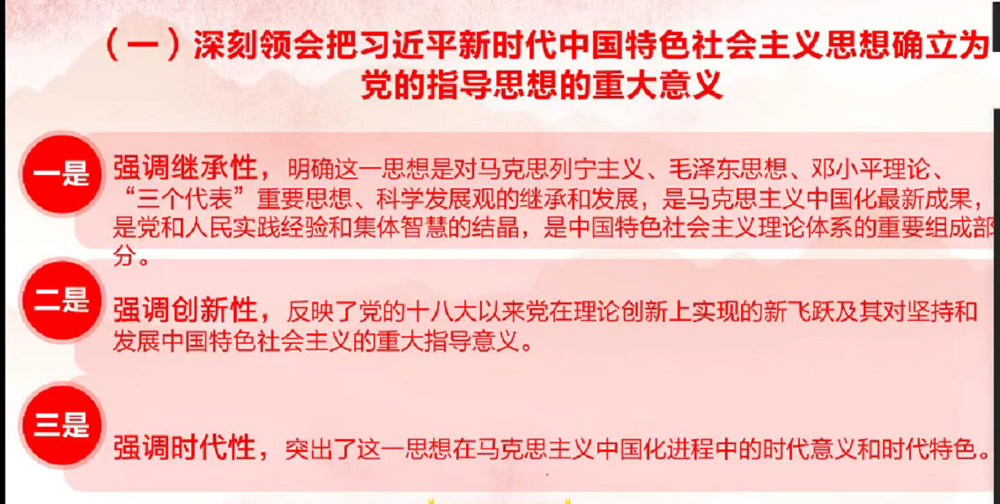 （一）深刻领会把习近平新时代中国特色社会主义思想确立为
党的指导思想的重大意义
一是
强调继承性，明确这一思想是对马克思列宁主义、毛泽东思想、邓小平理论、
“三个代表”重要思想、科学发展观的继承和发展，是马克思主义中国化最新成果，
是党和人民实践经验和集体智慧的结晶，是中国特色社会主义理论体系的重要组成部
分。
二是
强调创新性，反映了党的十八大以来党在理论创新上实现的新飞跃及其对坚持和
发展中国特色社会主义的重大指导意义。
三是
强调时代性，突出了这一思想在马克思主义中国化进程中的时代意义和时代特色。